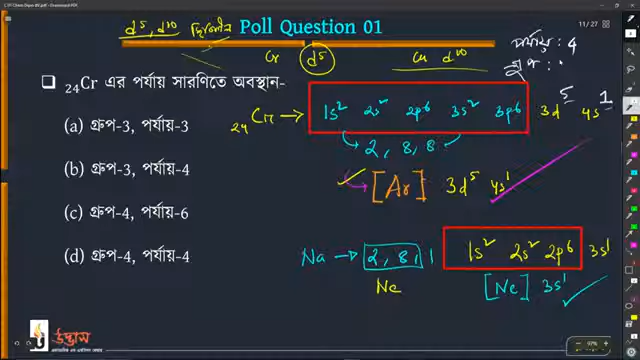 11 / 27
d⁵, d¹⁰ স্থিতিশীল
Poll Question 01
Cr d⁵ Cu d¹⁰
পর্যায়: 4
গ্রুপ:
₂₄Cr এর পর্যায় সারণিতে অবস্থান-
₂₄Cr → 1s² 2s² 2p⁶ 3s² 3p⁶ 3d⁵ 4s¹
(a) গ্রুপ-3, পর্যায়-3
2, 8, 8
(b) গ্রুপ-3, পর্যায়-4
[Ar] 3d⁵ 4s¹
(c) গ্রুপ-4, পর্যায়-6
(d) গ্রুপ-4, পর্যায়-4
Na → 2, 8, 1 1s² 2s² 2p⁶ 3s¹
Ne [Ne] 3s¹
উদ্ভাস